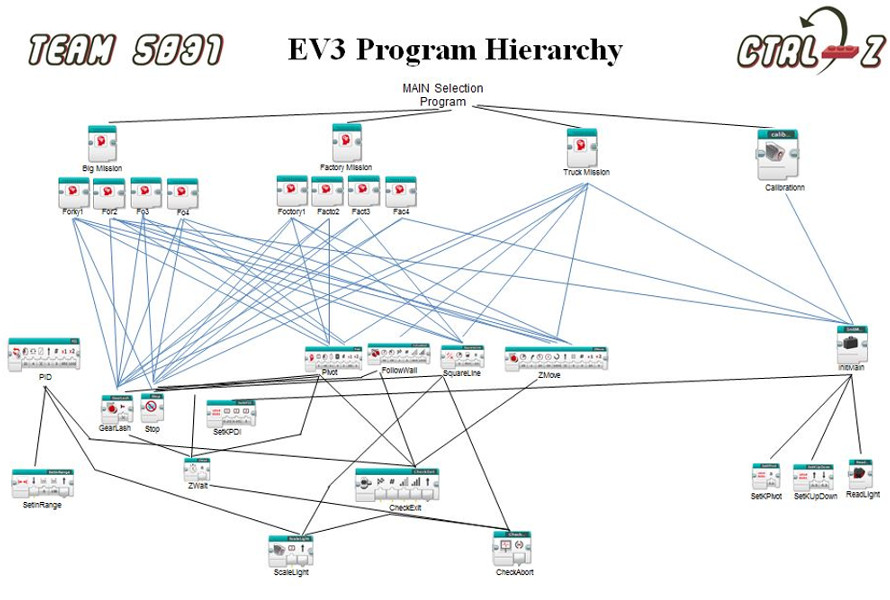 TEAM 5831
EV3 Program Hierarchy
CTRL Z
MAIN Selection
Program
calib...
Big Mission
Factory Mission
Truck Mission
Calibrationn
Forky1 For2 Fo3 Fo4
Foctory1 Facto2 Fact3 Fac4
PID
Pivot
FollowWall
SquareLine
ZMove
InitMain
GearLash
Stop
SetKPDI
ZWait
SetInRange
CheckExit
SetKPivot
SetKUpDown
ReadLight
ScaleLight
CheckAbort